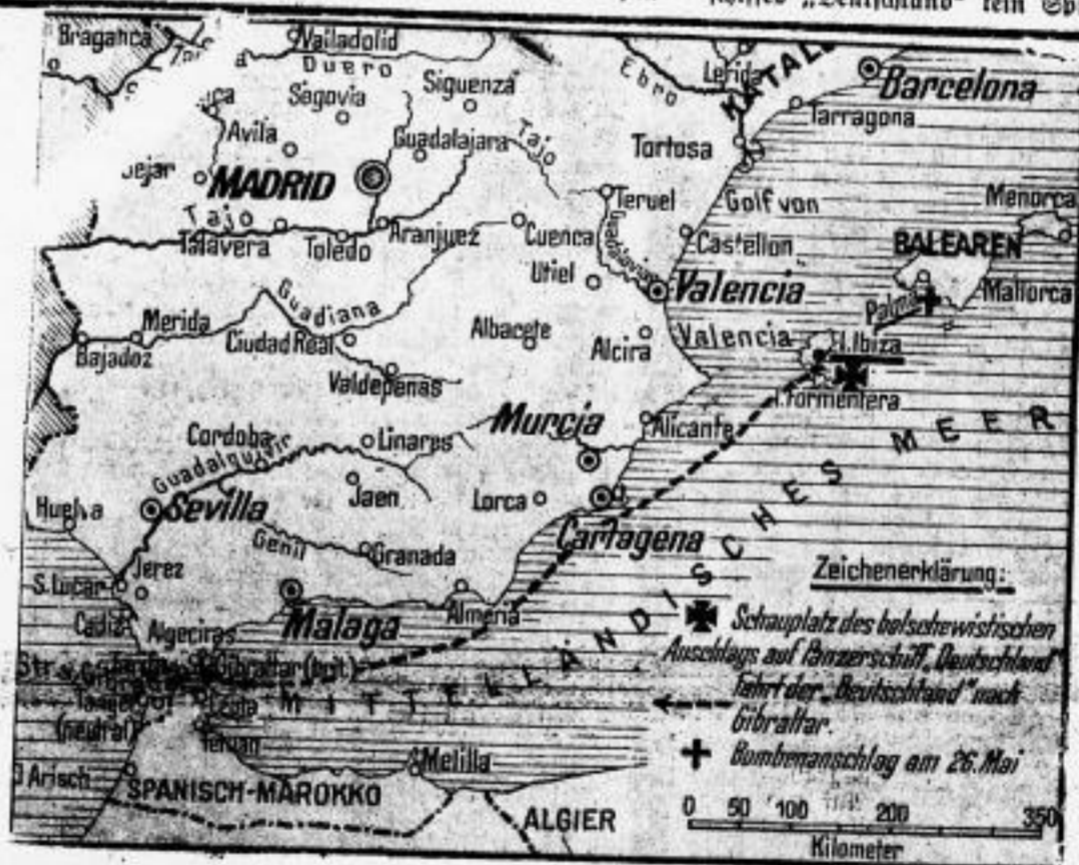 „Deutschland“ kein
Bragança
Valladolid
Duero
Siguenza
Segovia
Avila
Guadalajara
Tajo
Ebro
Lerida
Barcelona
Tarragona
Tortosa
MADRID
Teruel
Golf von
Menorca
Tajo
Talavera
Toledo
Aranjuez
Cuenca
Castellon
BALEAREN
Utiel
Valencia
Palma
Mallorca
Guadiana
Merida
Bajadoz
Ciudad Real
Albacete
Alcira
Valencia
I. Ibiza
Valdepenas
I. Formentera
Murcia
Alicante
Cordoba
Linares
Guadalquivir
Jaen
Lorca
Huelva
Sevilla
Cartagena
Genil
Granada
Jerez
S. Lucar
Almeria
Cadiz
Algeciras
Malaga
Gibraltar (brit.)
(neutral)
Ceuta
Tetuan
MITTELLÄNDISCHES MEER
Melilla
Arisch
SPANISCH-MAROKKO
ALGIER
Zeichenerklärung:
Schauplatz des bolschewistischen
Anschlags auf Panzerschiff „Deutschland“
Fahrt der „Deutschland“ nach
Gibraltar.
Bombenanschlag am 26. Mai
0 50 100 200 350
Kilometer